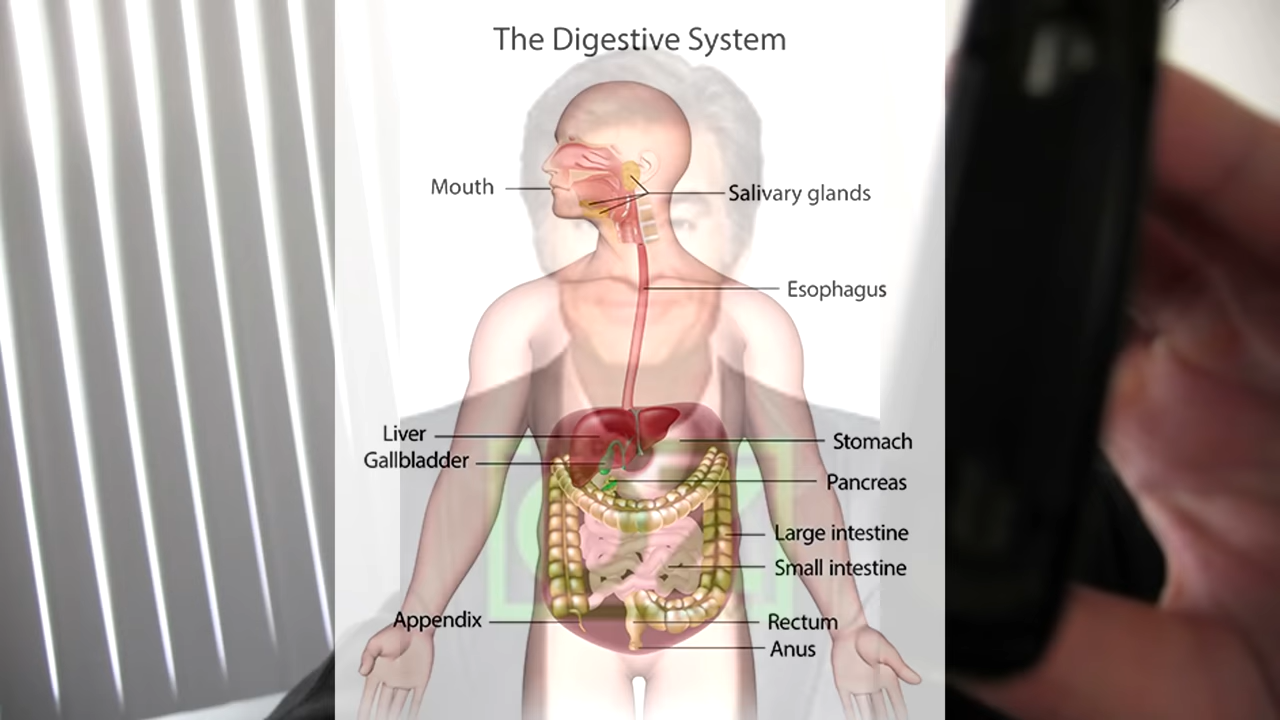 The Digestive System
Mouth
Salivary glands
Esophagus
Liver
Stomach
Gallbladder
Pancreas
Large intestine
Small intestine
Appendix
Rectum
Anus